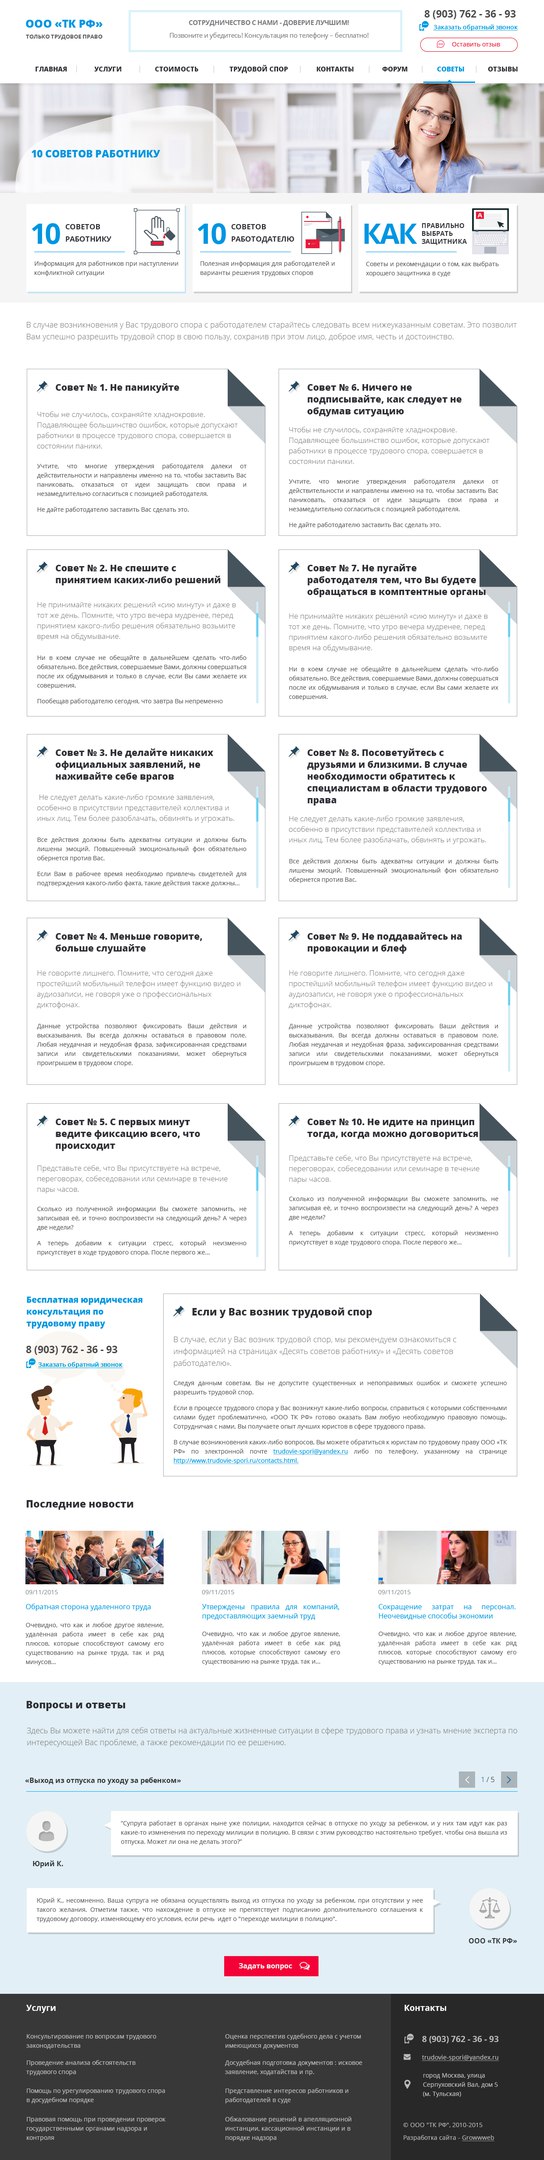 ООО «ТК РФ»
ТОЛЬКО ТРУДОВОЕ ПРАВО
СОТРУДНИЧЕСТВО С НАМИ - ДОВЕРИЕ ЛУЧШИМ!
Позвоните и убедитесь! Консультация по телефону – бесплатно!
8 (903) 762 - 36 - 93
Заказать обратный звонок
Оставить отзыв
ГЛАВНАЯ УСЛУГИ СТОИМОСТЬ ТРУДОВОЙ СПОР КОНТАКТЫ ФОРУМ СОВЕТЫ ОТЗЫВЫ
10 СОВЕТОВ РАБОТНИКУ
10 СОВЕТОВ
РАБОТНИКУ
Информация для работников при наступлении
конфликтной ситуации
10 СОВЕТОВ
РАБОТОДАТЕЛЮ
Полезная информация для работодателей и
варианты решения трудовых споров
КАК ПРАВИЛЬНО
ВЫБРАТЬ
ЗАЩИТНИКА
A
Советы и рекомендации о том, как выбрать
хорошего защитника в суде
В случае возникновения у Вас трудового спора с работодателем старайтесь следовать всем нижеуказанным советам. Это позволит
Вам успешно разрешить трудовой спор в свою пользу, сохранив при этом лицо, доброе имя, честь и достоинство.
Совет № 1. Не паникуйте
Чтобы не случилось, сохраняйте хладнокровие.
Подавляющее большинство ошибок, которые допускают
работники в процессе трудового спора, совершается в
состоянии паники.
Учтите, что многие утверждения работодателя далеки от
действительности и направлены именно на то, чтобы заставить Вас
паниковать, отказаться от идеи защищать свои права и
незамедлительно согласиться с позицией работодателя.
Не дайте работодателю заставить Вас сделать это.
Совет № 6. Ничего не
подписывайте, как следует не
обдумав ситуацию
Чтобы не случилось, сохраняйте хладнокровие.
Подавляющее большинство ошибок, которые допускают
работники в процессе трудового спора, совершается в
состоянии паники.
Учтите, что многие утверждения работодателя далеки от
действительности и направлены именно на то, чтобы заставить Вас
паниковать, отказаться от идеи защищать свои права и
незамедлительно согласиться с позицией работодателя.
Не дайте работодателю заставить Вас сделать это.
Совет № 2. Не спешите с
принятием каких-либо решений
Не принимайте никаких решений «сию минуту» и даже в
тот же день. Помните, что утро вечера мудренее, перед
принятием какого-либо решения обязательно возьмите
время на обдумывание.
Ни в коем случае не обещайте в дальнейшем сделать что-либо
обязательно. Все действия, совершаемые Вами, должны совершаться
после их обдумывания и только в случае, если Вы сами желаете их
совершения.
Пообещав работодателю сегодня, что завтра Вы непременно
Совет № 7. Не пугайте
работодателя тем, что Вы будете
обращаться в комптентные органы
Не принимайте никаких решений «сию минуту» и даже в
тот же день. Помните, что утро вечера мудренее, перед
принятием какого-либо решения обязательно возьмите
время на обдумывание.
Ни в коем случае не обещайте в дальнейшем сделать что-либо
обязательно. Все действия, совершаемые Вами, должны совершаться
после их обдумывания и только в случае, если Вы сами желаете их
совершения.
Совет № 3. Не делайте никаких
официальных заявлений, не
наживайте себе врагов
Не следует делать какие-либо громкие заявления,
особенно в присутствии представителей коллектива и
иных лиц. Тем более разоблачать, обвинять и угрожать.
Все действия должны быть адекватны ситуации и должны быть
лишены эмоций. Повышенный эмоциональный фон обязательно
обернется против Вас.
Если Вам в рабочее время необходимо привлечь свидетелей для
подтверждения какого-либо факта, такие действия также должны...
Совет № 8. Посоветуйтесь с
друзьями и близкими. В случае
необходимости обратитесь к
специалистам в области трудового
права
Не следует делать какие-либо громкие заявления,
особенно в присутствии представителей коллектива и
иных лиц. Тем более разоблачать, обвинять и угрожать.
Все действия должны быть адекватны ситуации и должны быть
лишены эмоций. Повышенный эмоциональный фон обязательно
обернется против Вас.
Совет № 4. Меньше говорите,
больше слушайте
Не говорите лишнего. Помните, что сегодня даже
простейший мобильный телефон имеет функцию видео и
аудиозаписи, не говоря уже о профессиональных
диктофонах.
Данные устройства позволяют фиксировать Ваши действия и
высказывания. Вы всегда должны оставаться в правовом поле.
Любая неудачная и неудобная фраза, зафиксированная средствами
записи или свидетельскими показаниями, может обернуться
проигрышем в трудовом споре.
Совет № 9. Не поддавайтесь на
провокации и блеф
Не говорите лишнего. Помните, что сегодня даже
простейший мобильный телефон имеет функцию видео и
аудиозаписи, не говоря уже о профессиональных
диктофонах.
Данные устройства позволяют фиксировать Ваши действия и
высказывания. Вы всегда должны оставаться в правовом поле.
Любая неудачная и неудобная фраза, зафиксированная средствами
записи или свидетельскими показаниями, может обернуться
проигрышем в трудовом споре.
Совет № 5. С первых минут
ведите фиксацию всего, что
происходит
Представьте себе, что Вы присутствуете на встрече,
переговорах, собеседовании или семинаре в течение
пары часов.
Сколько из полученной информации Вы сможете запомнить, не
записывая её, и точно воспроизвести на следующий день? А через
две недели?
А теперь добавим к ситуации стресс, который неизменно
присутствует в ходе трудового спора. После первого же...
Совет № 10. Не идите на принцип
тогда, когда можно договориться
Представьте себе, что Вы присутствуете на встрече,
переговорах, собеседовании или семинаре в течение
пары часов.
Сколько из полученной информации Вы сможете запомнить, не
записывая её, и точно воспроизвести на следующий день? А через
две недели?
А теперь добавим к ситуации стресс, который неизменно
присутствует в ходе трудового спора. После первого же...
Бесплатная юридическая
консультация по
трудовому праву
8 (903) 762 - 36 - 93
Заказать обратный звонок
Если у Вас возник трудовой спор
В случае, если у Вас возник трудовой спор, мы рекомендуем ознакомиться с
информацией на страницах «Десять советов работнику» и «Десять советов
работодателю».
Следуя данным советам, Вы не допустите существенных и непоправимых ошибок и сможете успешно
разрешить трудовой спор.
Если в процессе трудового спора у Вас возникнут какие-либо вопросы, справиться с которыми собственными
силами будет проблематично, «ООО ТК РФ» готово оказать Вам любую необходимую правовую помощь.
Сотрудничая с нами, Вы получаете опыт лучших юристов в сфере трудового права.
В случае возникновения каких-либо вопросов, Вы можете обратиться к юристам по трудовому праву ООО «ТК
РФ» по электронной почте trudovie-spori@yandex.ru либо по телефону, указанному на странице
http://www.trudovie-spori.ru/contacts.html.
Последние новости
09/11/2015
Обратная сторона удаленного труда
Очевидно, что как и любое другое явление,
удалённая работа имеет в себе как ряд
плюсов, которые способствуют самому его
существованию на рынке труда, так и ряд
минусов...
09/11/2015
Утверждены правила для компаний,
предоставляющих заемный труд
Очевидно, что как и любое другое явление,
удалённая работа имеет в себе как ряд
плюсов, которые способствуют самому его
существованию на рынке труда, так и...
09/11/2015
Сокращение затрат на персонал.
Неочевидные способы экономии
Очевидно, что как и любое другое явление,
удалённая работа имеет в себе как ряд
плюсов, которые способствуют самому его
существованию на рынке труда, так и...
Вопросы и ответы
Здесь Вы можете найти для себя ответы на актуальные жизненные ситуации в сфере трудового права и узнать мнение эксперта по
интересующей Вас проблеме, а также рекомендации по ее решению.
«Выход из отпуска по уходу за ребенком»
1 / 5
"Супруга работает в органах ныне уже полиции, находится сейчас в отпуске по уходу за ребенком, и у них там идут как раз
какие-то изменения по переходу милиции в полицию. В связи с этим руководство настоятельно требует, чтобы она вышла из
отпуска. Может ли она не делать этого?"
Юрий К.
Юрий К., несомненно, Ваша супруга не обязана осуществлять выход из отпуска по уходу за ребенком, при отсутствии у нее
такого желания. Отметим также, что нахождение в отпуске не препятствует подписанию дополнительного соглашения к
трудовому договору, изменяющему его условия, если речь идет о "переходе милиции в полицию".
ООО «ТК РФ»
Задать вопрос
Услуги
Консультирование по вопросам трудового
законодательства
Проведение анализа обстоятельств
трудового спора
Помощь по урегулированию трудового спора
в досудебном порядке
Правовая помощь при проведении проверок
государственными органами надзора и
контроля
Оценка перспектив судебного дела с учетом
имеющихся документов
Досудебная подготовка документов : исковое
заявление, ходатайства и пр.
Представление интересов работников и
работодателей в суде
Обжалование решений в апелляционной
инстанции, кассационной инстанции и в
порядке надзора
Контакты
8 (903) 762 - 36 - 93
trudovie-spori@yandex.ru
город Москва, улица
Серпуховский Вал, дом 5
(м. Тульская)
© ООО "ТК РФ", 2010-2015
Разработка сайта - Growweb